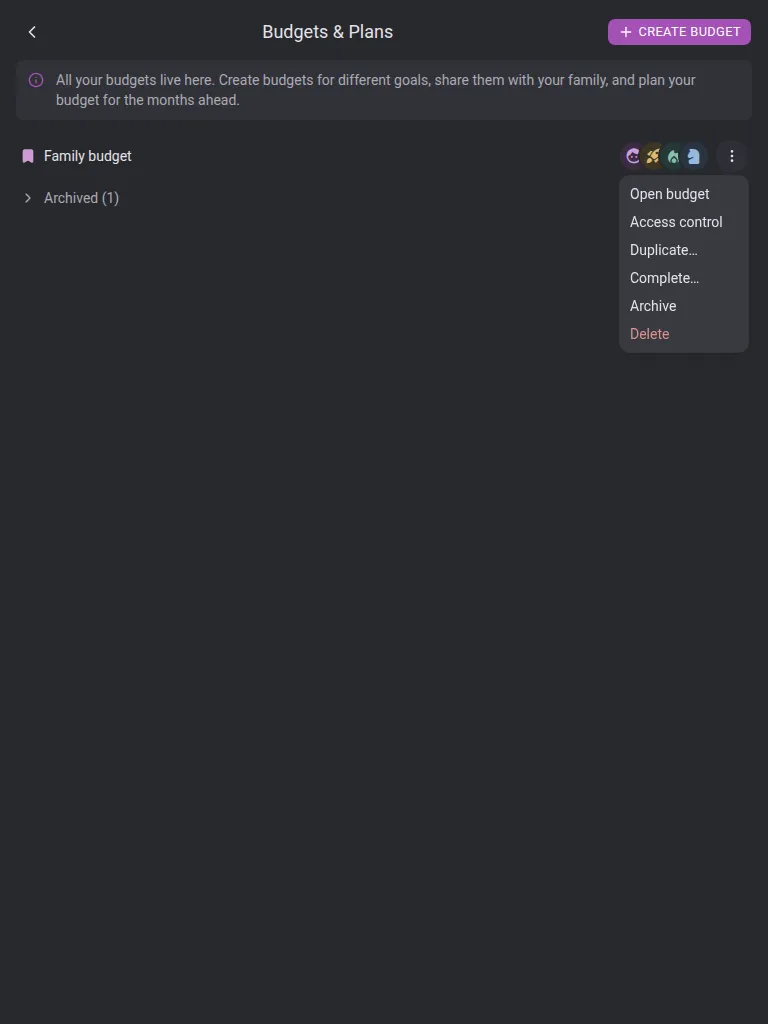 Budgets & Plans
CREATE BUDGET
All your budgets live here. Create budgets for different goals, share them with your family, and plan your
budget for the months ahead.
Family budget
Archived (1)
Open budget
Access control
Duplicate…
Complete…
Archive
Delete